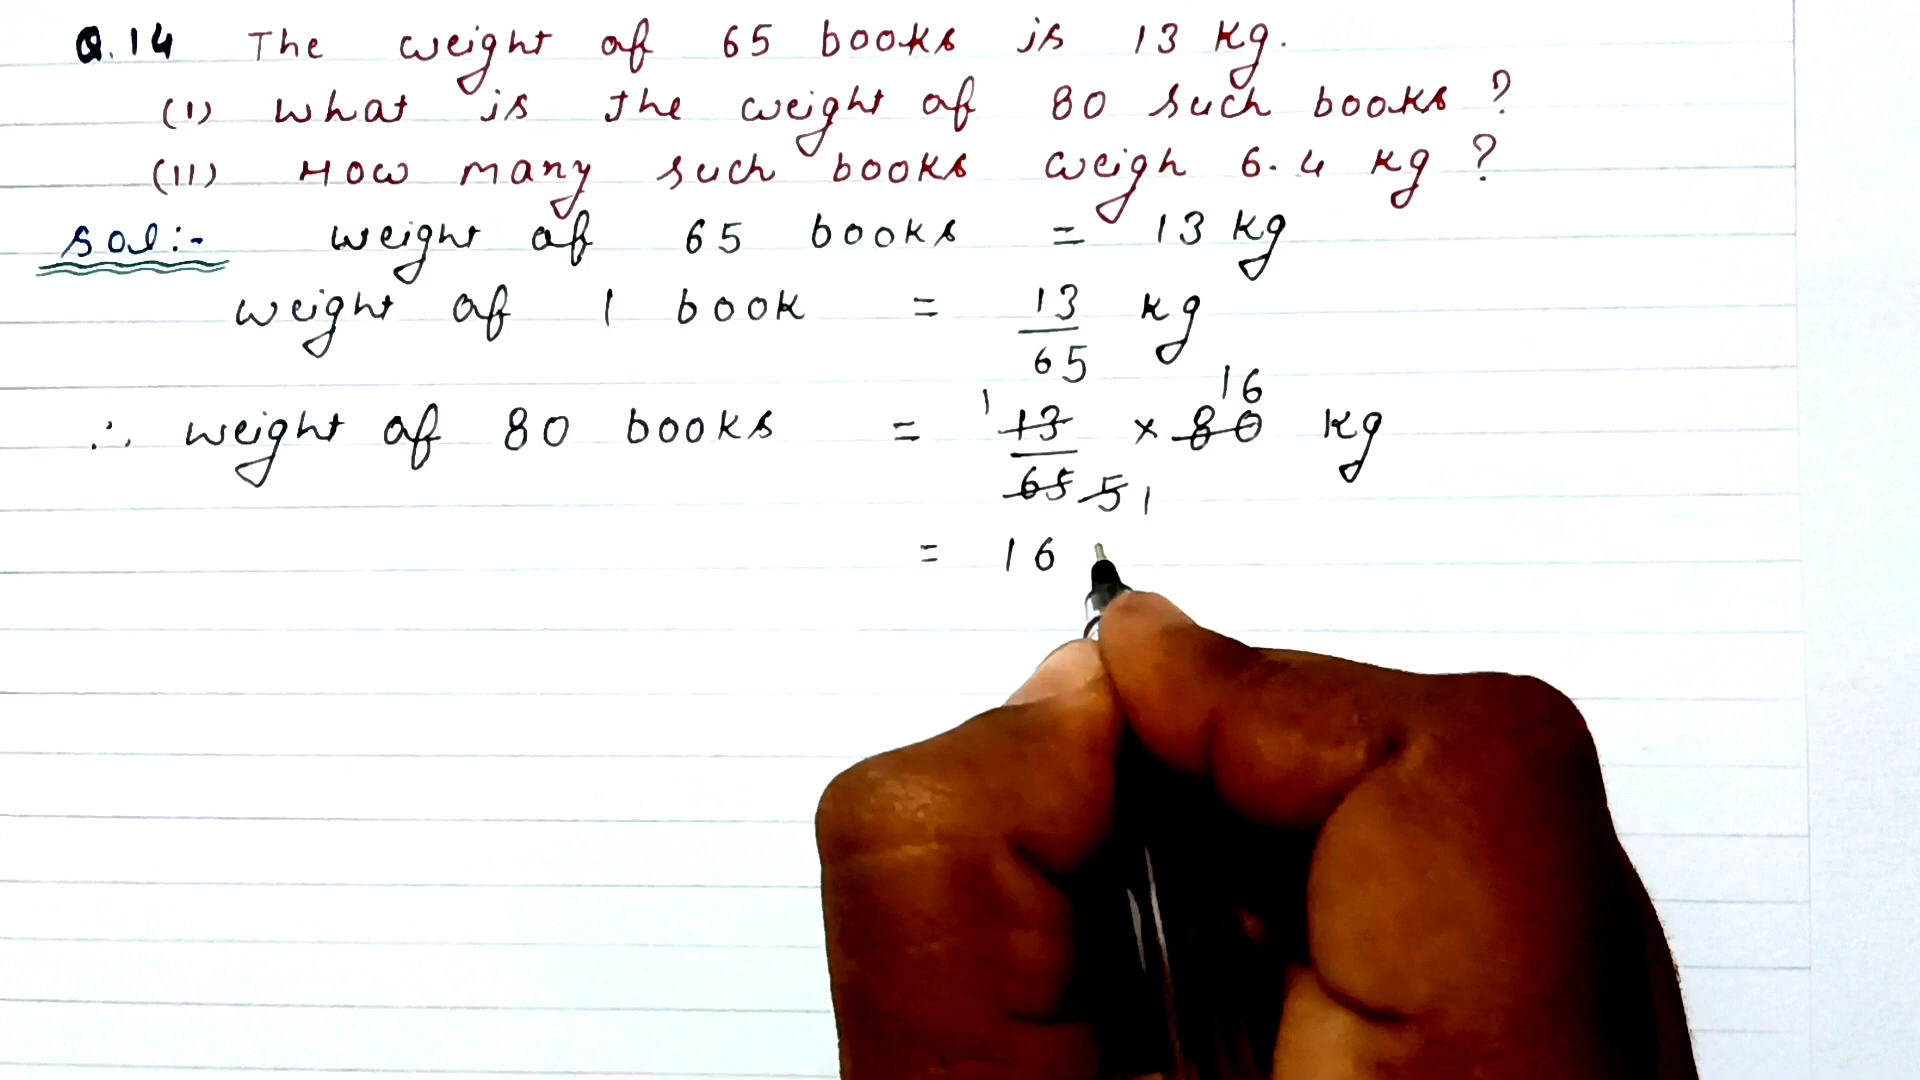 Q.14 The weight of 65 books is 13 kg.
(I) What is the weight of 80 such books ?
(II) How many such books weigh 6.4 kg ?
Sol:- weight of 65 books = 13 kg
weight of 1 book = 13/65 kg
∴ weight of 80 books = 1 13/65 5 1 × 80 16 kg
= 16